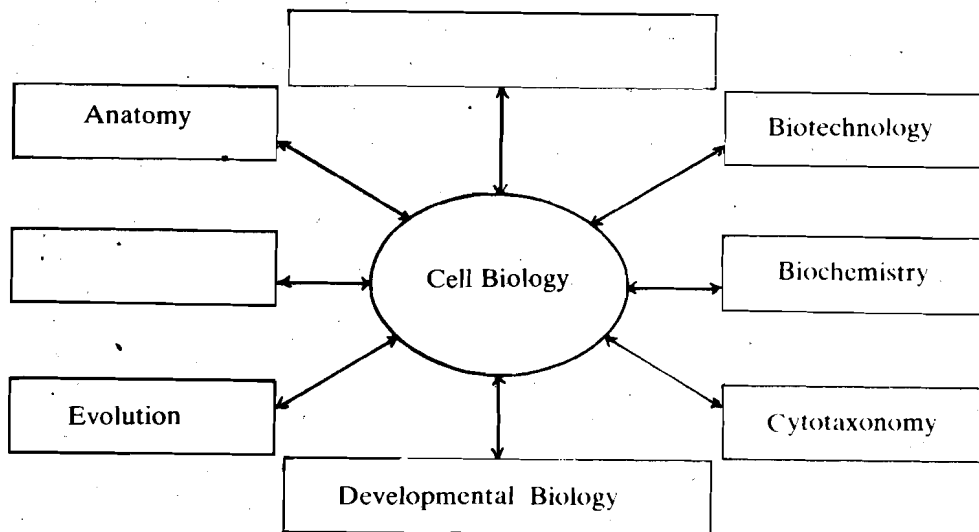 Anatomy
Biotechnology
Cell Biology
Biochemistry
Evolution
Cytotaxonomy
Developmental Biology